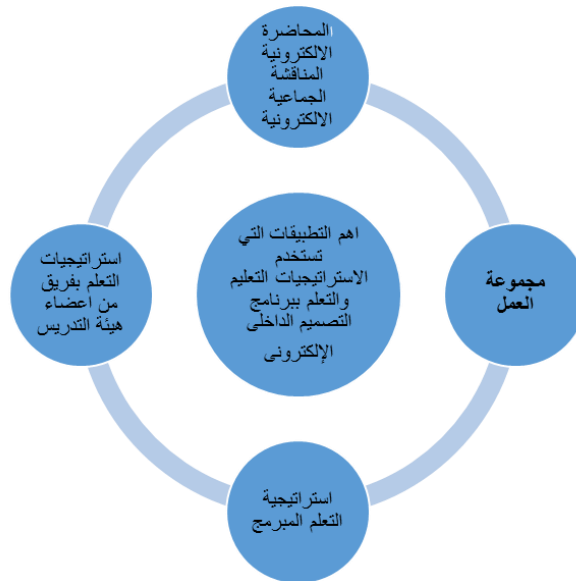 المحاضرة
الالكترونية
المناقشة
الجماعية
الالكترونية
اهم التطبيقات التي
تستخدم
الاستراتيجيات التعليم
والتعلم ببرنامج
التصميم الداخلى
الإلكترونى
مجموعة
العمل
استراتيجية
التعلم المبرمج
استراتيجيات
التعلم بفريق
من اعضاء
هيئة التدريس